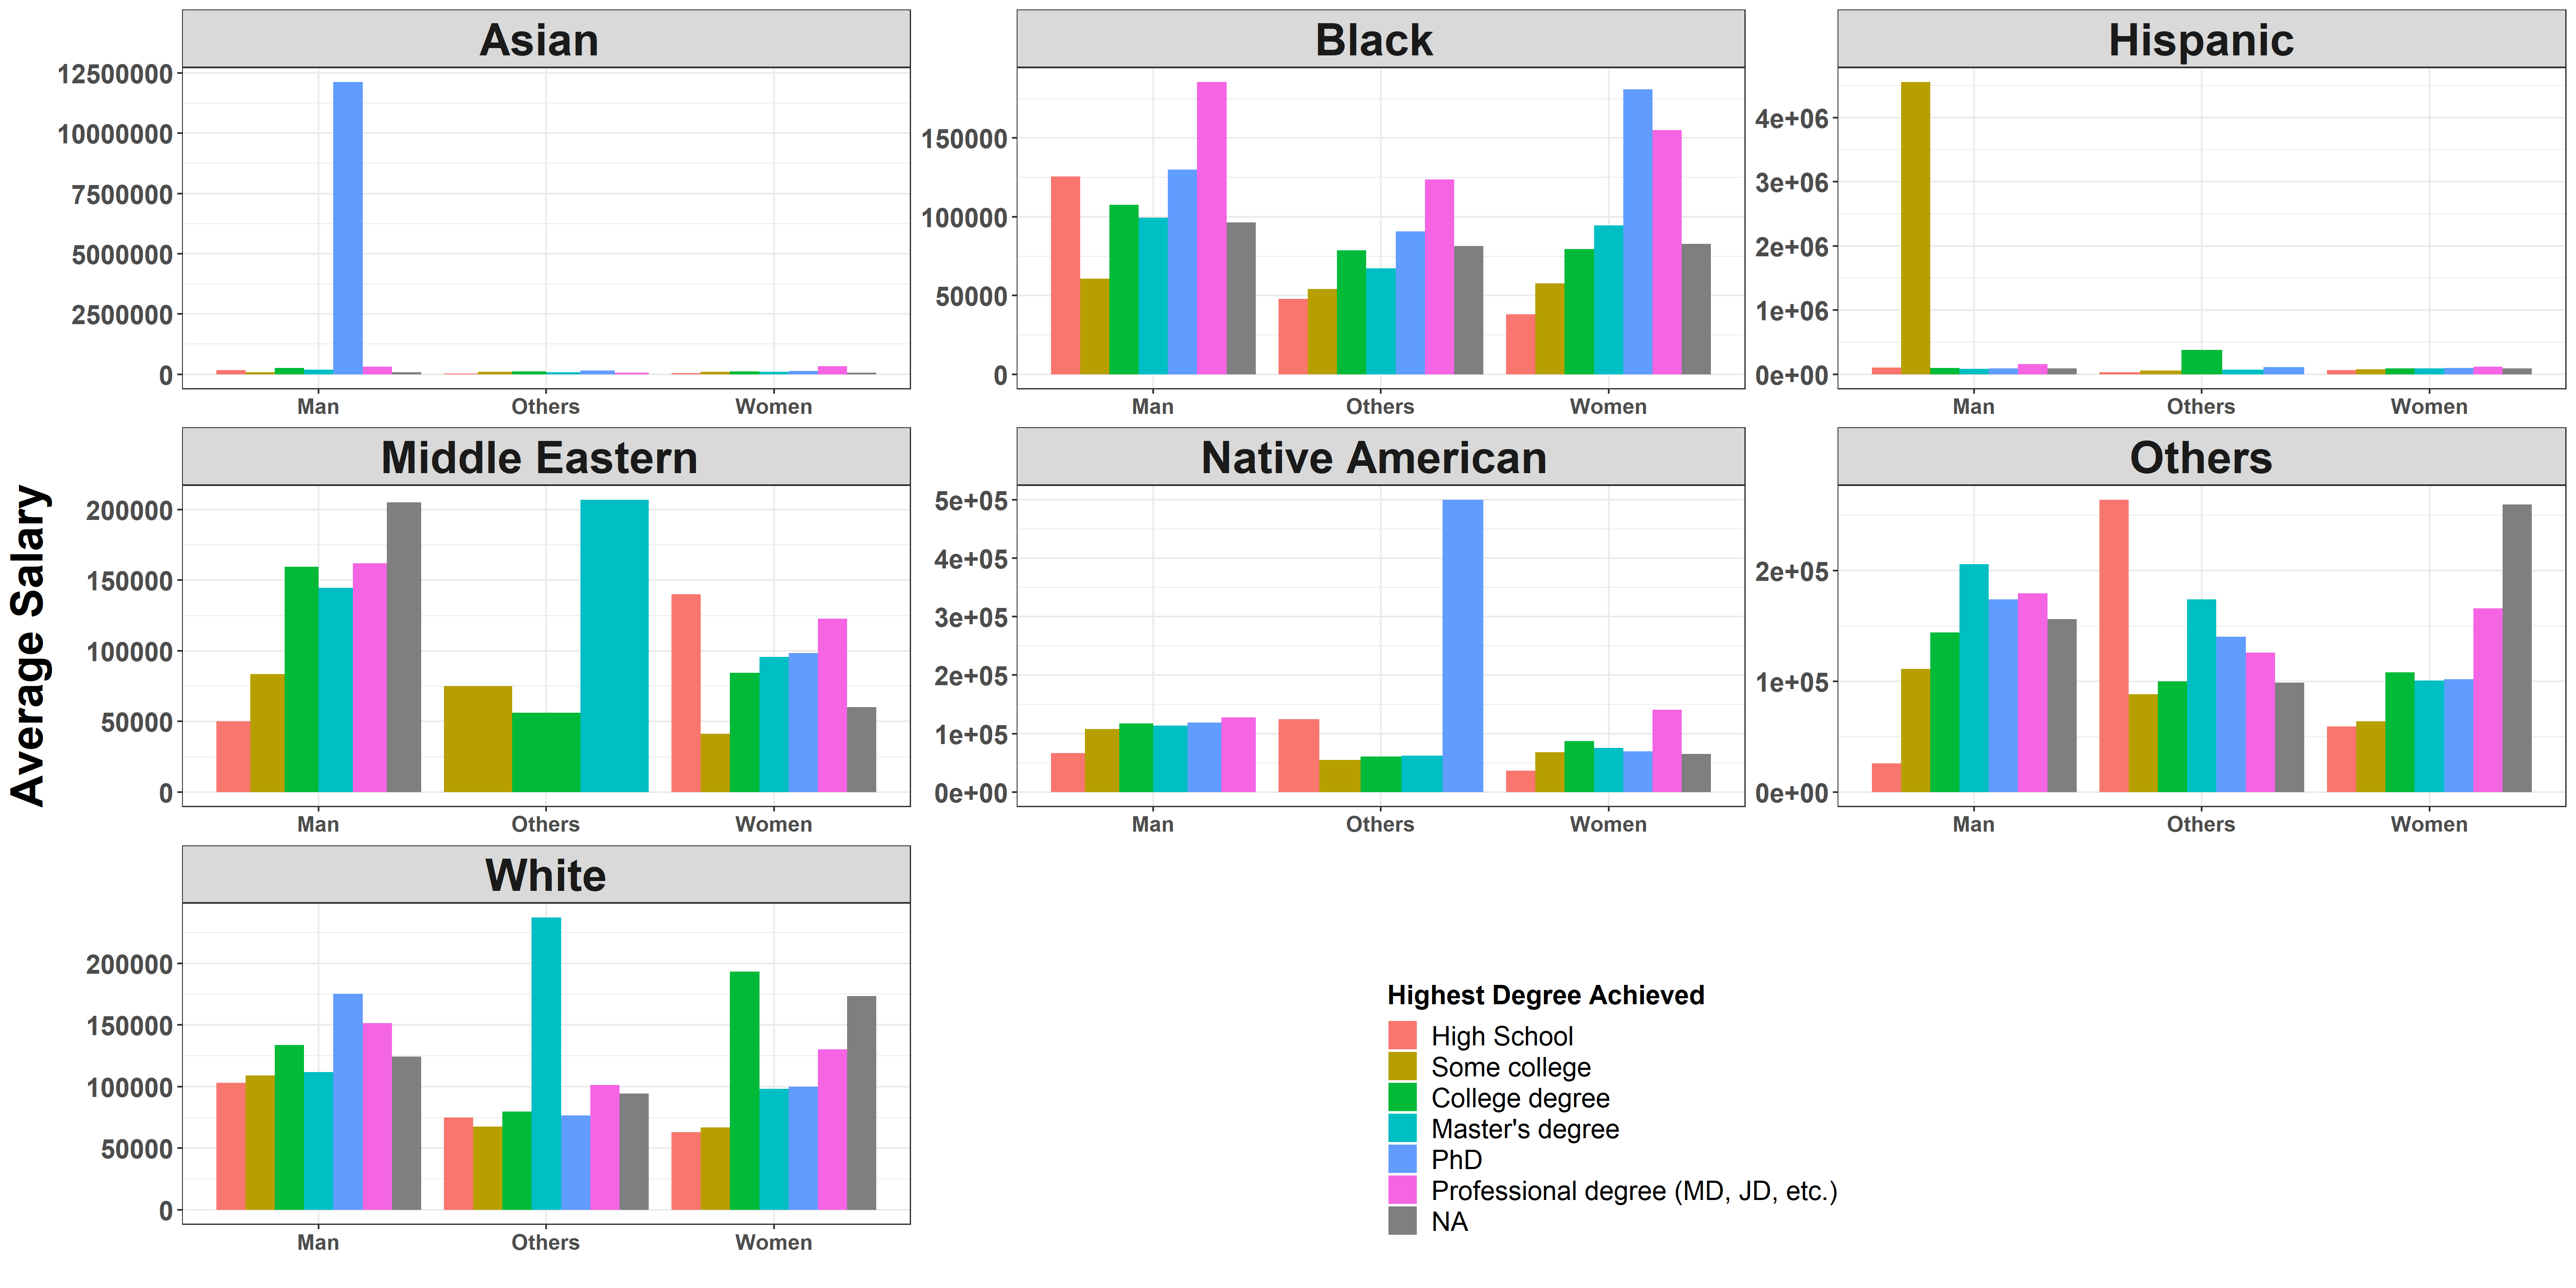 Asian
Black
Hispanic
12500000
10000000
7500000
5000000
2500000
0
150000
100000
50000
0
4e+06
3e+06
2e+06
1e+06
0e+00
Man Others Women
Man Others Women
Man Others Women
Average Salary
Middle Eastern
Native American
Others
200000
150000
100000
50000
0
5e+05
4e+05
3e+05
2e+05
1e+05
0e+00
2e+05
1e+05
0e+00
Man Others Women
Man Others Women
Man Others Women
White
200000
150000
100000
50000
0
Man Others Women
Highest Degree Achieved
High School
Some college
College degree
Master's degree
PhD
Professional degree (MD, JD, etc.)
NA